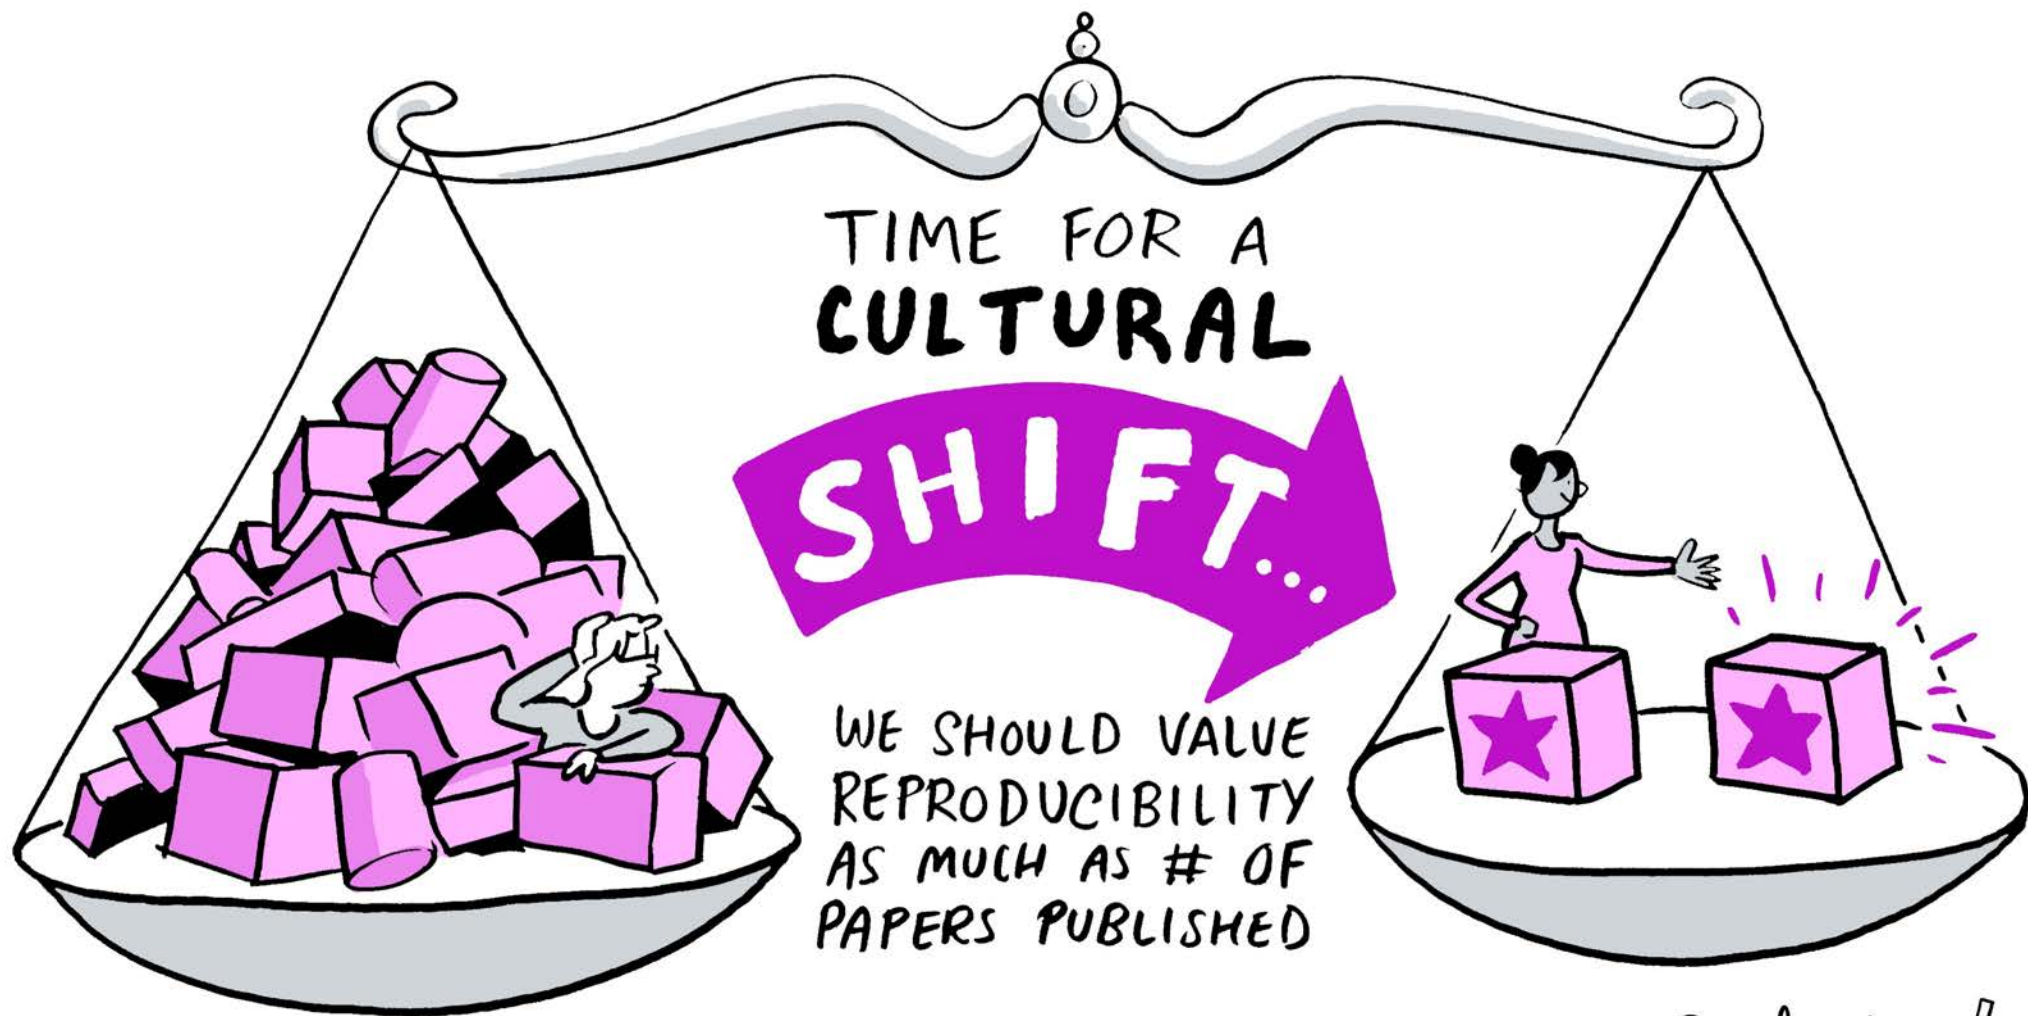 TIME FOR A
CULTURAL
SHIFT...
WE SHOULD VALUE
REPRODUCIBILITY
AS MUCH AS # OF
PAPERS PUBLISHED